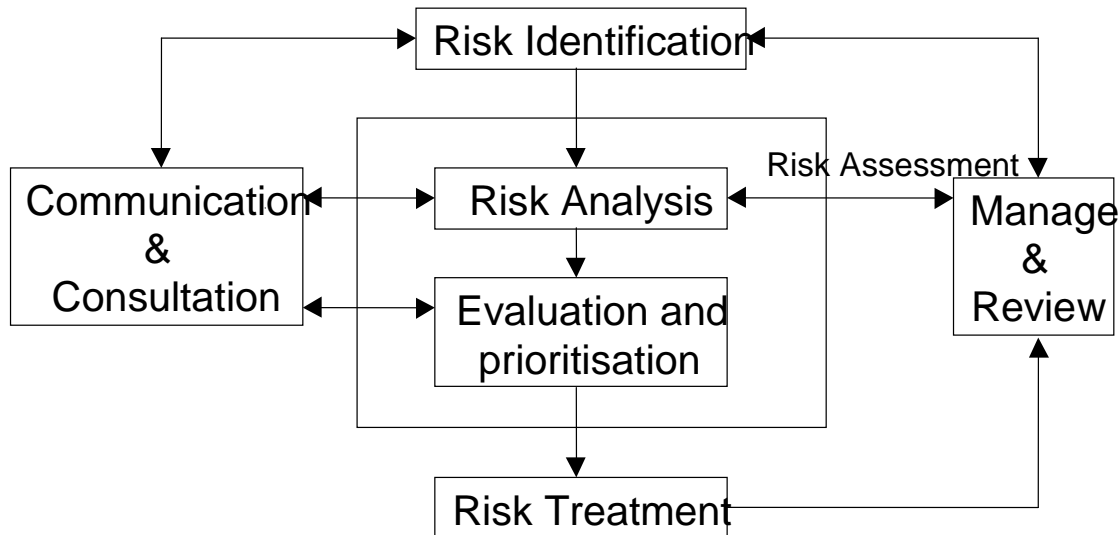 Risk Identification
Risk Assessment
Communication
&
Consultation
Risk Analysis
Manage
&
Review
Evaluation and
prioritisation
Risk Treatment